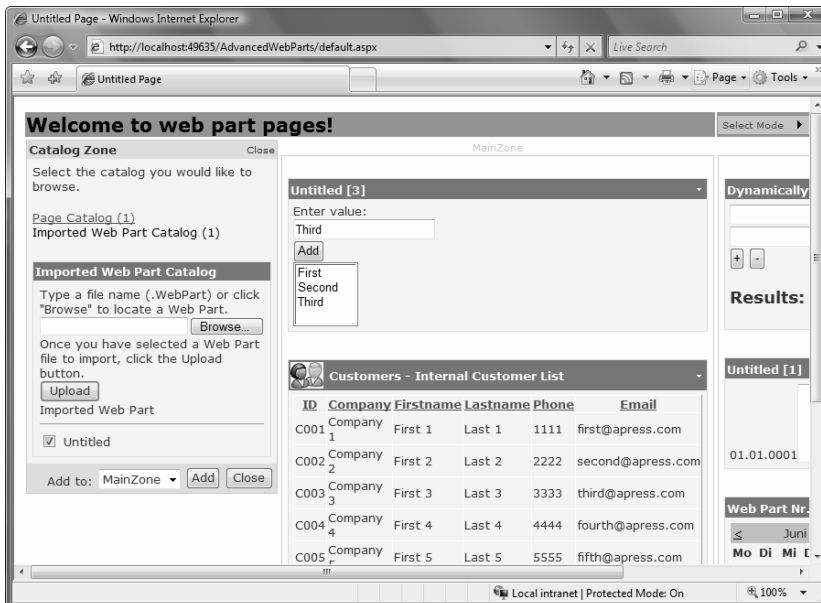 Untitled Page - Windows Internet Explorer
http://localhost:49635/AdvancedWebParts/default.aspx
Live Search
Untitled Page
Page
Tools
Welcome to web part pages!
Select Mode
Catalog Zone
Close
Select the catalog you would like to
browse.
Page Catalog (1)
Imported Web Part Catalog (1)
Imported Web Part Catalog
Type a file name (.WebPart) or click
"Browse" to locate a Web Part.
Browse...
Once you have selected a Web Part
file to import, click the Upload
button.
Upload
Imported Web Part
Untitled
Add to: MainZone Add Close
MainZone
Untitled [3]
Enter value:
Third
Add
First
Second
Third
Customers - Internal Customer List
ID Company Firstname Lastname Phone Email
C001 Company 1 First 1 Last 1 1111 first@apress.com
C002 Company 2 First 2 Last 2 2222 second@apress.com
C003 Company 3 First 3 Last 3 3333 third@apress.com
C004 Company 4 First 4 Last 4 4444 fourth@apress.com
C005 Company First 5 Last 5 5555 fifth@apress.com
Dynamically
+ -
Results:
Untitled [1]
01.01.0001
Web Part Nr.
< Juni
Mo Di Mi
Local intranet | Protected Mode: On
100%